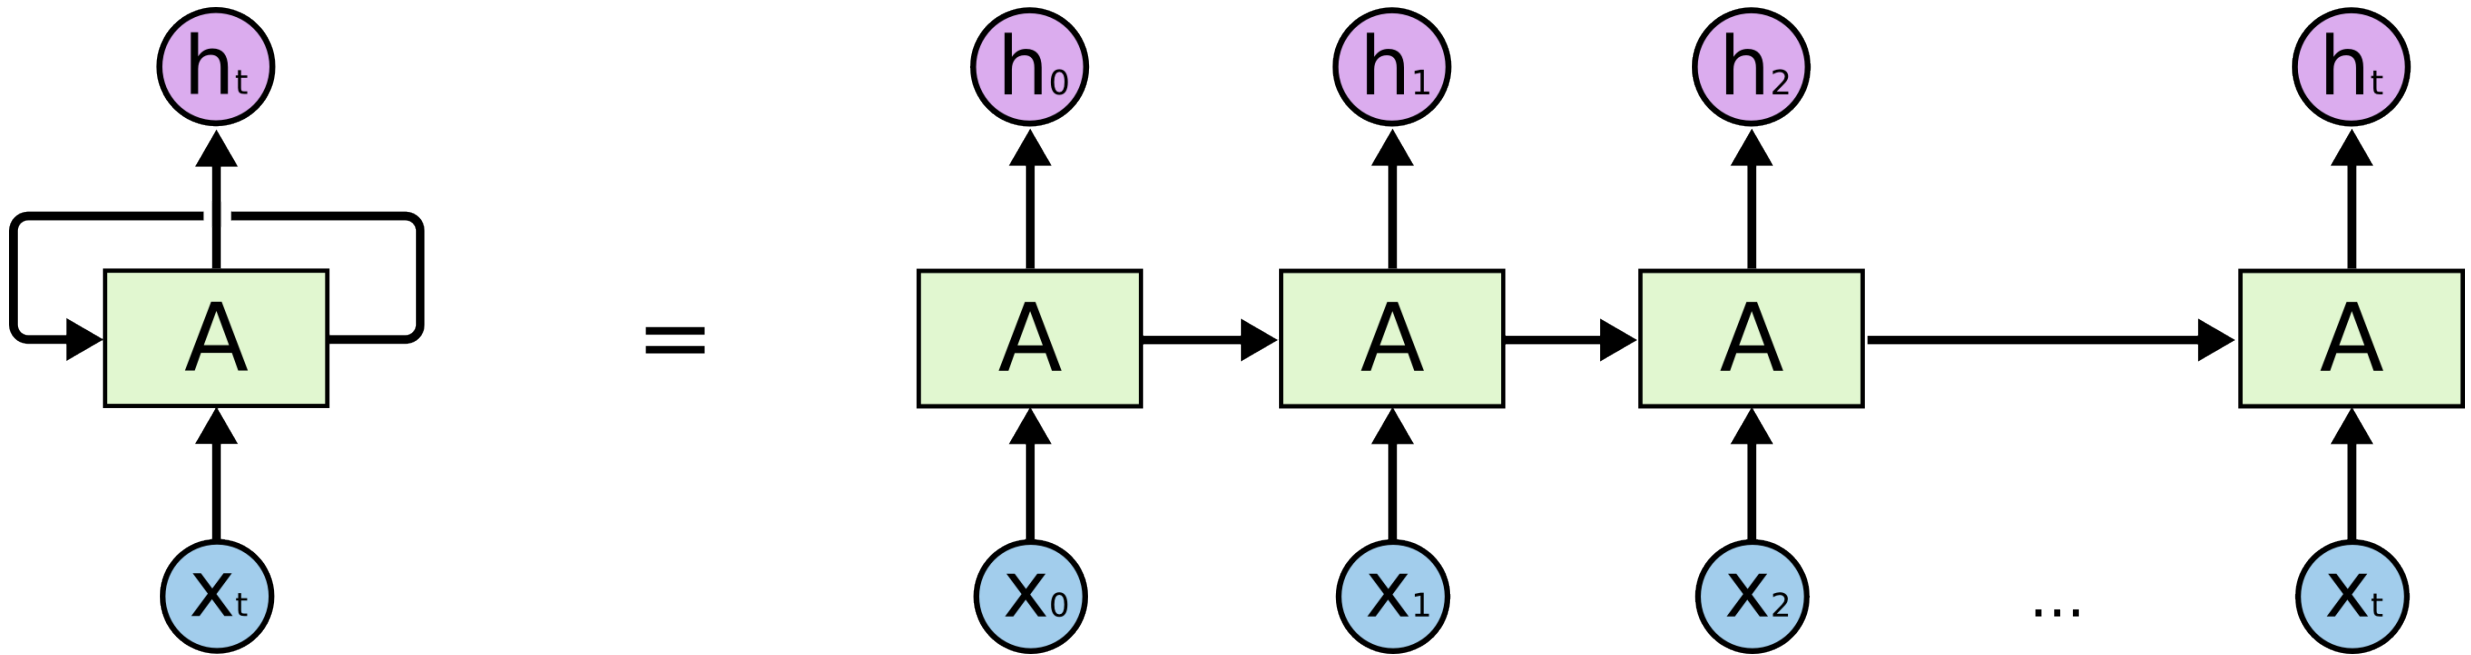 ht h0 h1 h2 ht
A = A A A A
xt x0 x1 x2 ... xt